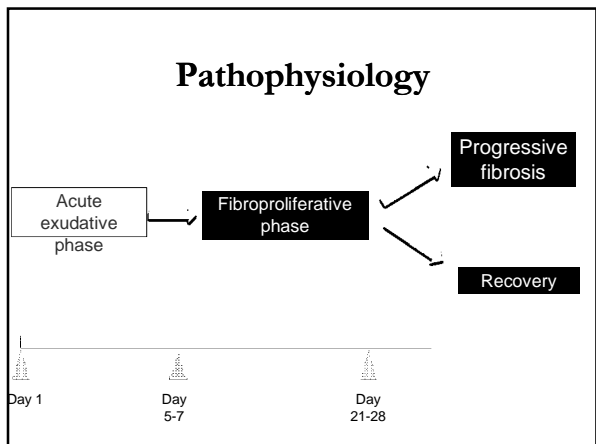 Pathophysiology
Progressive
fibrosis
Acute
exudative
phase
Fibroproliferative
phase
Recovery
Day 1
Day
5-7
Day
21-28